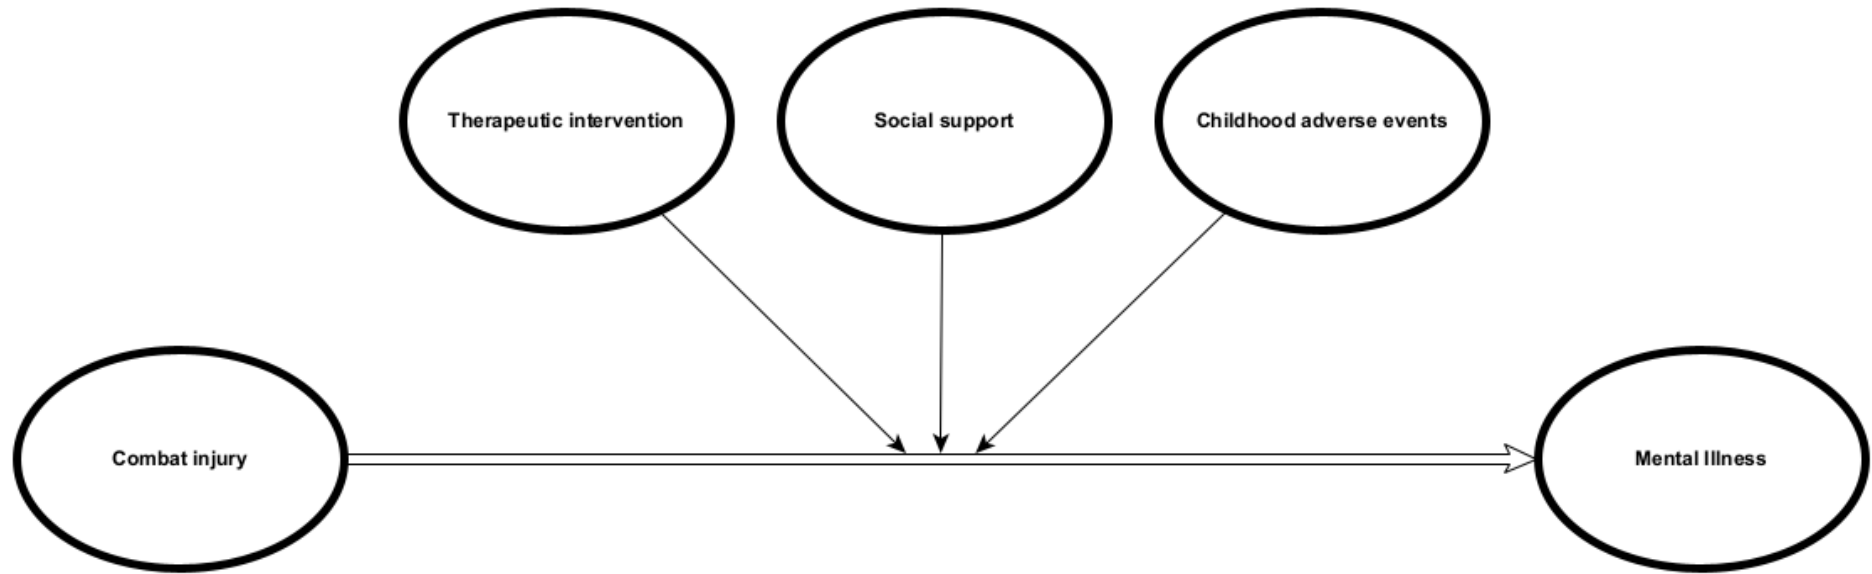 Therapeutic intervention
Social support
Childhood adverse events
Combat injury
Mental Illness